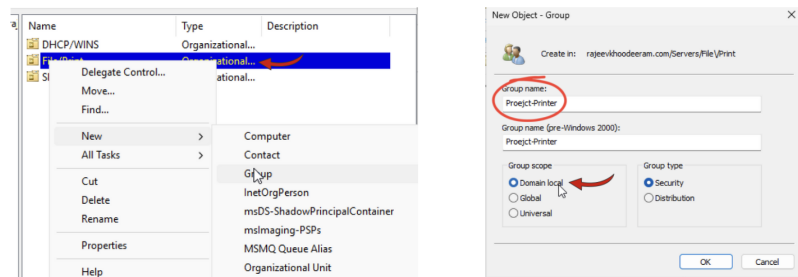 Name Type Description
DHCP/WINS Organizational...
File/Print Organizational...
ational...
Delegate Control...
Move...
Find...
New
All Tasks
Cut
Delete
Rename
Properties
Help
Computer
Contact
Group
InetOrgPerson
msDS-ShadowPrincipalContainer
msImaging-PSPs
MSMQ Queue Alias
Organizational Unit
New Object - Group
Create in: rajeevkhoodeeram.com/Servers/File\/Print
Group name:
Proejct-Printer
Group name (pre-Windows 2000):
Proejct-Printer
Group scope
Domain local
Global
Universal
Group type
Security
Distribution
OK Cancel